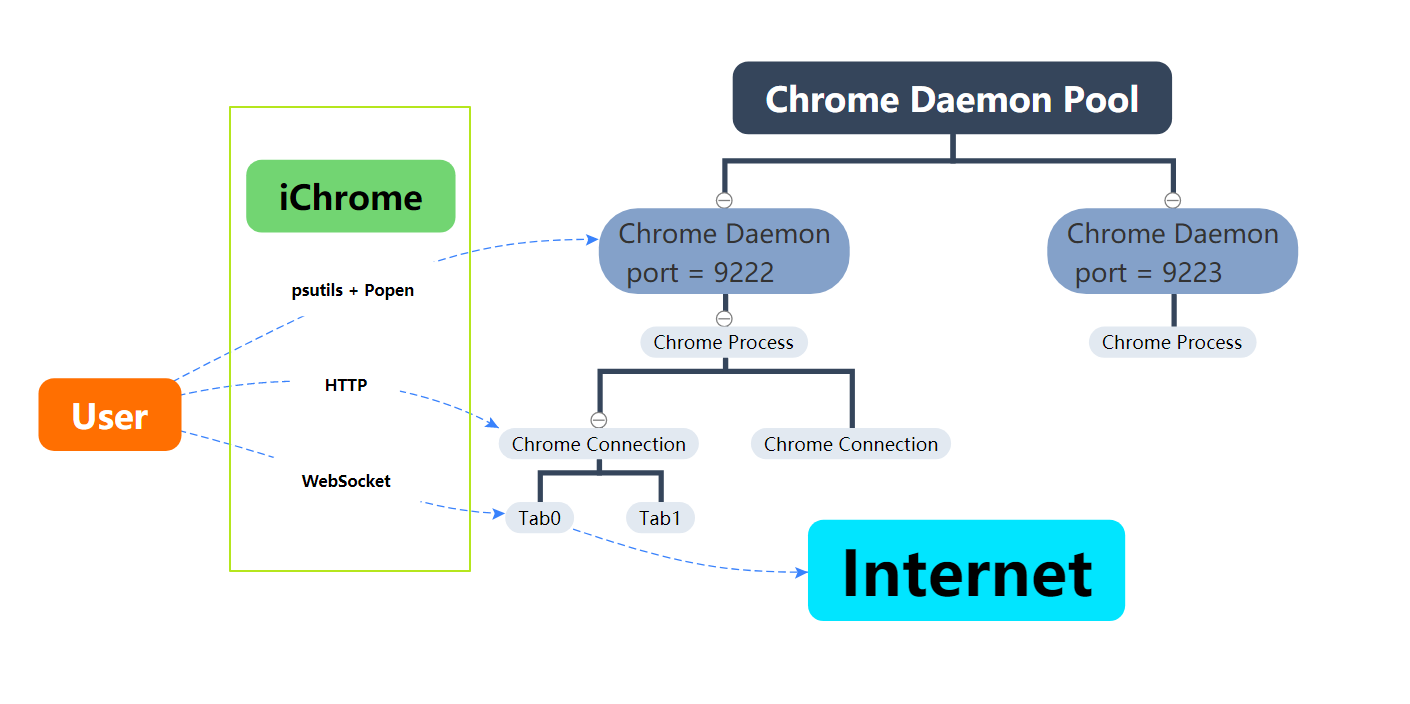 Chrome Daemon Pool
iChrome
Chrome Daemon
port = 9222
Chrome Daemon
port = 9223
psutils + Popen
Chrome Process
Chrome Process
HTTP
User
Chrome Connection
Chrome Connection
WebSocket
Tab0
Tab1
Internet